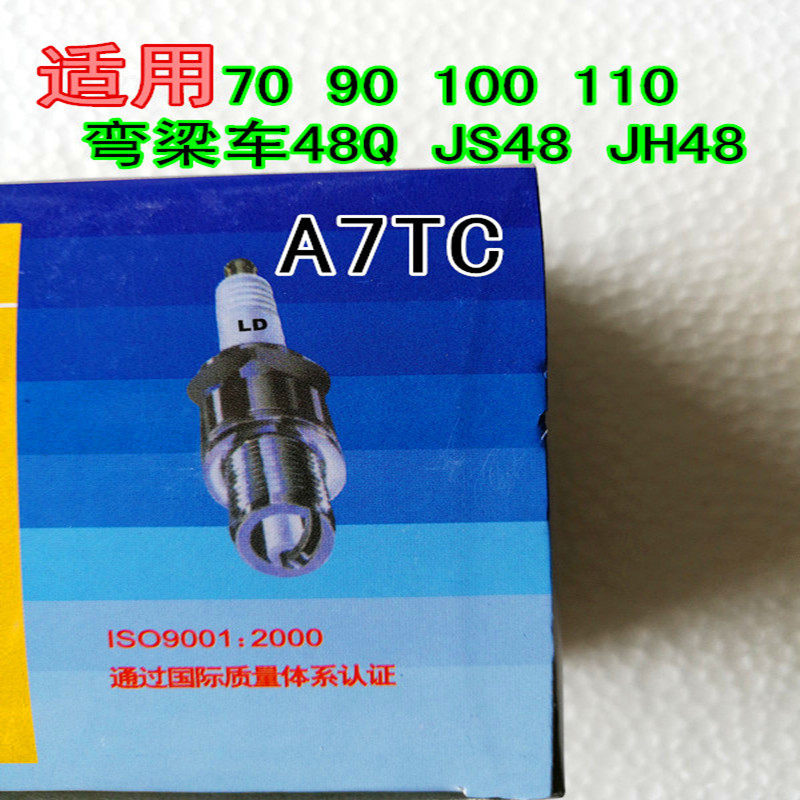 适用70 90 100 110
弯梁车48Q JS48 JH48
A7TC
LD
ISO9001:2000
通过国际质量体系认证